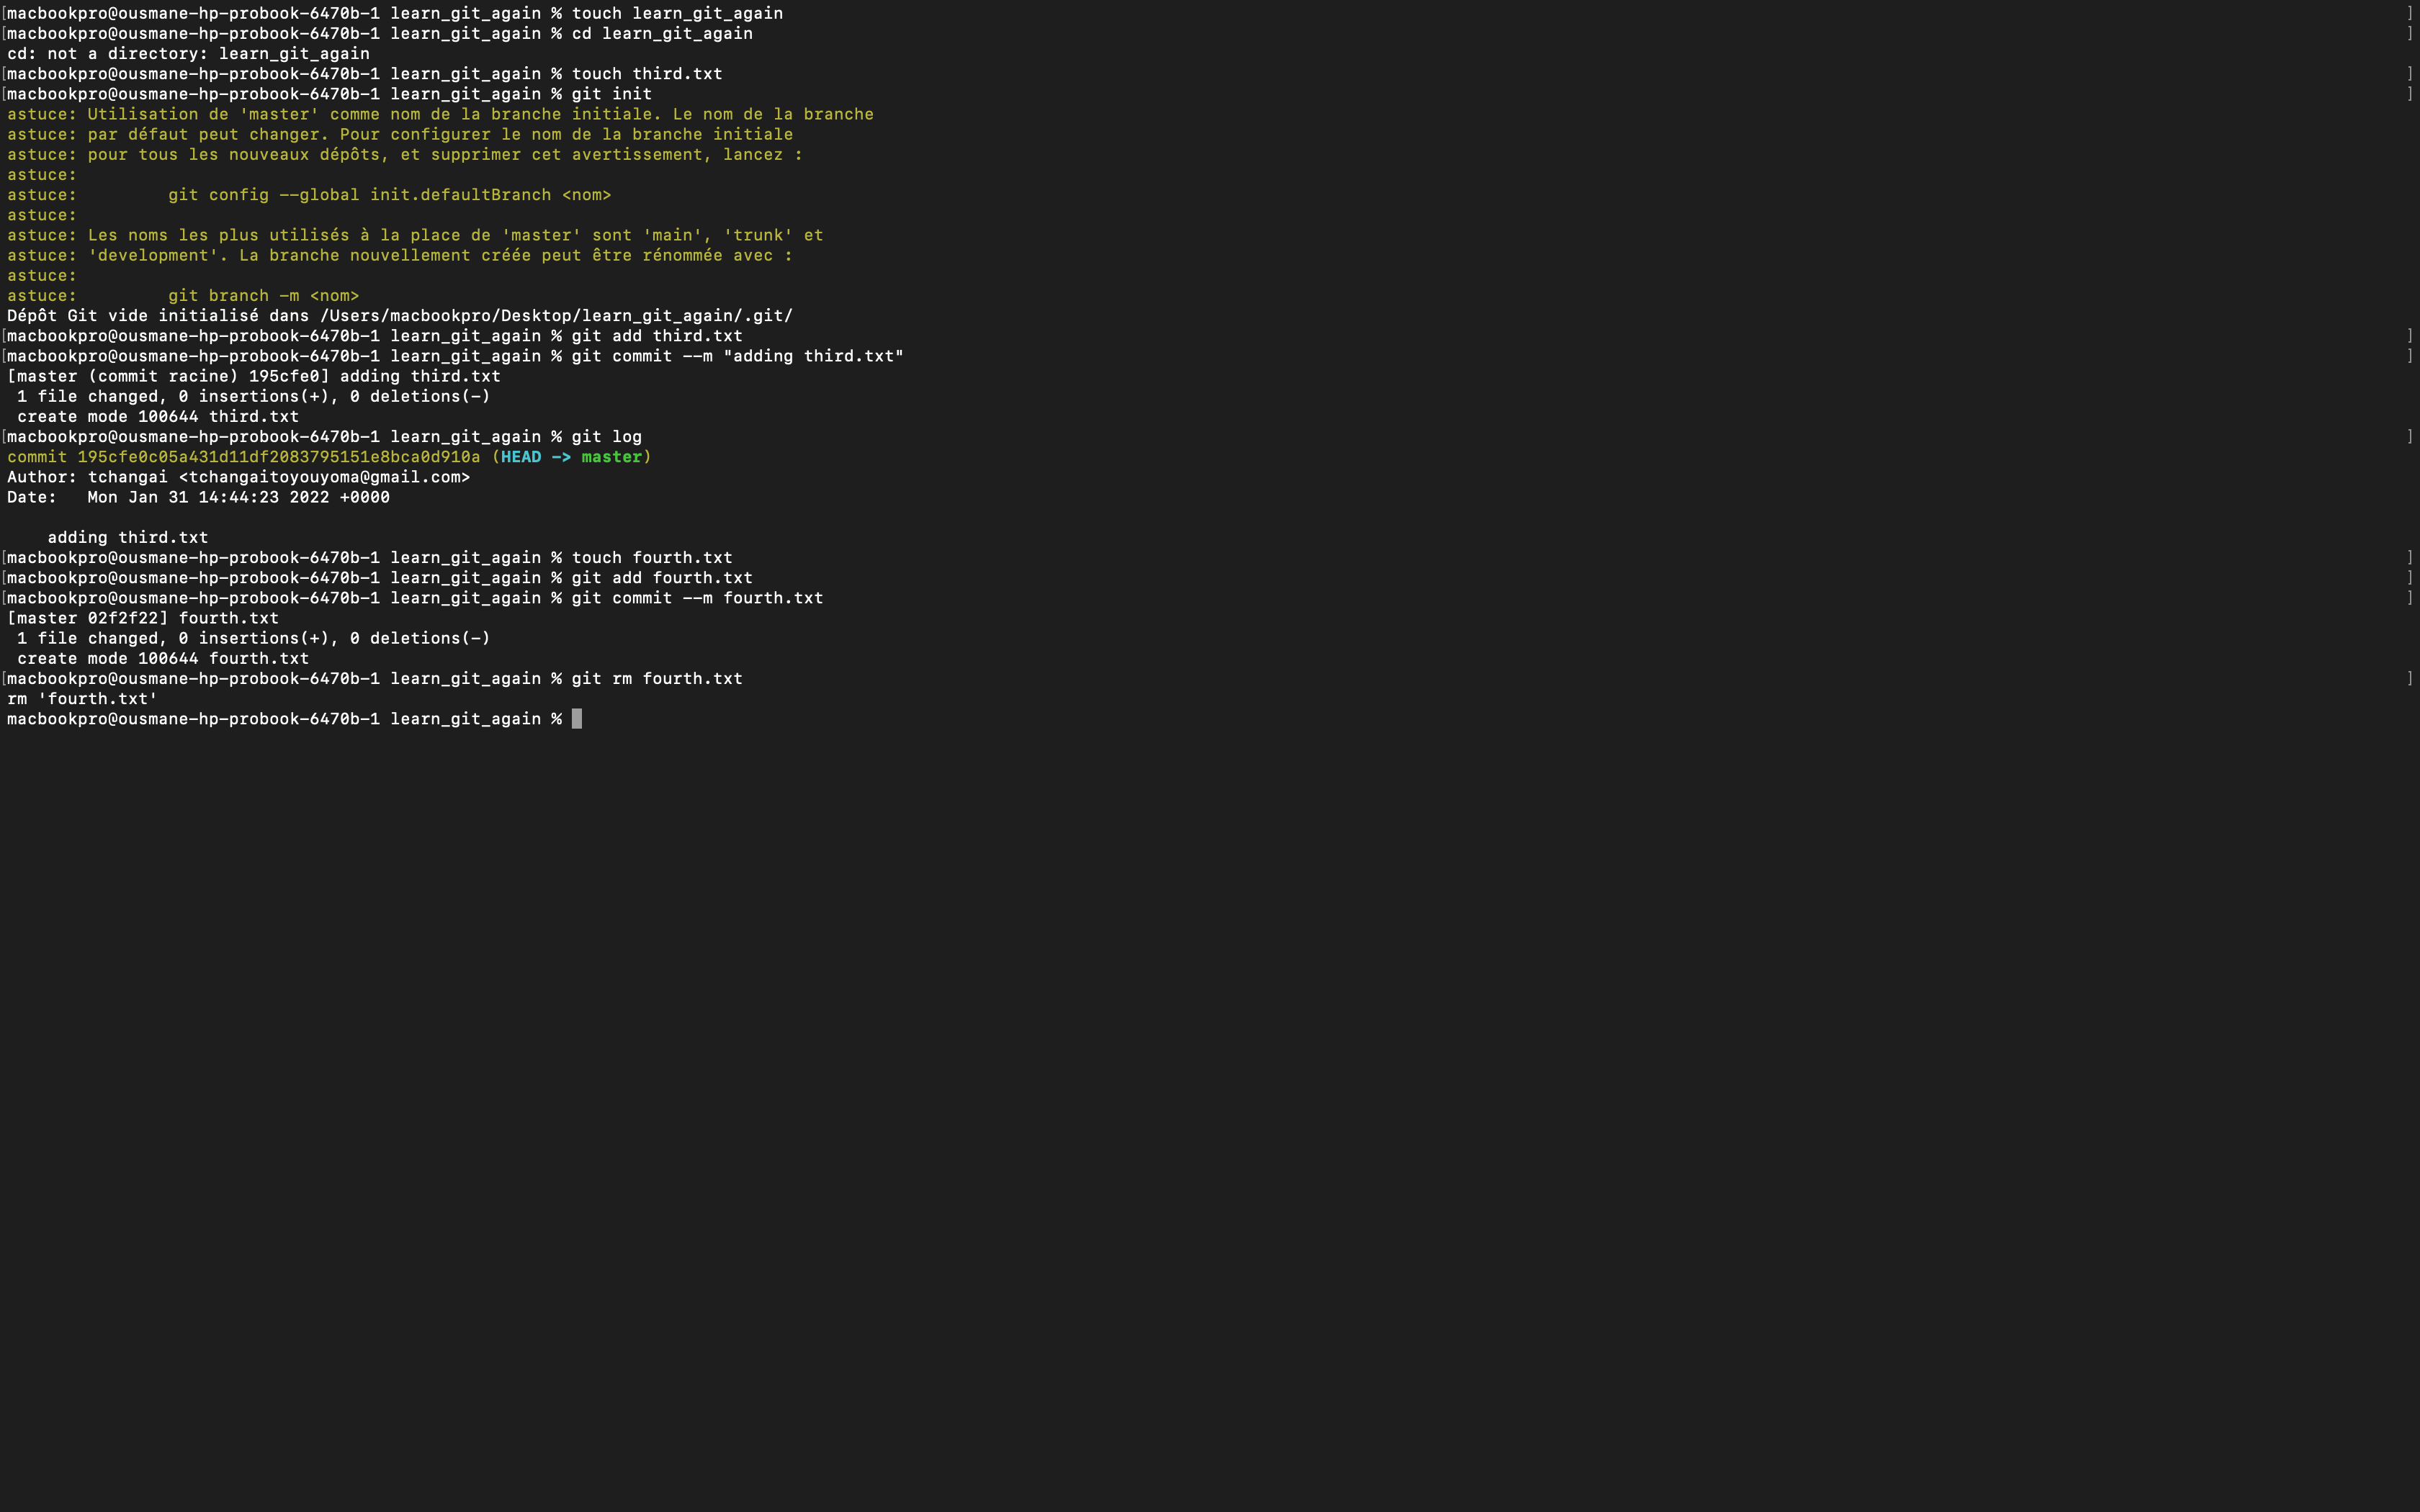 [macbookpro@ousmane-hp-probook-6470b-1 learn_git_again % touch learn_git_again ]
[macbookpro@ousmane-hp-probook-6470b-1 learn_git_again % cd learn_git_again ]
cd: not a directory: learn_git_again
[macbookpro@ousmane-hp-probook-6470b-1 learn_git_again % touch third.txt ]
[macbookpro@ousmane-hp-probook-6470b-1 learn_git_again % git init ]
astuce: Utilisation de 'master' comme nom de la branche initiale. Le nom de la branche
astuce: par défaut peut changer. Pour configurer le nom de la branche initiale
astuce: pour tous les nouveaux dépôts, et supprimer cet avertissement, lancez :
astuce:
astuce:         git config --global init.defaultBranch <nom>
astuce:
astuce: Les noms les plus utilisés à la place de 'master' sont 'main', 'trunk' et
astuce: 'development'. La branche nouvellement créée peut être rénommée avec :
astuce:
astuce:         git branch -m <nom>
Dépôt Git vide initialisé dans /Users/macbookpro/Desktop/learn_git_again/.git/
[macbookpro@ousmane-hp-probook-6470b-1 learn_git_again % git add third.txt ]
[macbookpro@ousmane-hp-probook-6470b-1 learn_git_again % git commit --m "adding third.txt" ]
[master (commit racine) 195cfe0] adding third.txt
 1 file changed, 0 insertions(+), 0 deletions(-)
 create mode 100644 third.txt
[macbookpro@ousmane-hp-probook-6470b-1 learn_git_again % git log ]
commit 195cfe0c05a431d11df2083795151e8bca0d910a (HEAD -> master)
Author: tchangai <tchangaitoyouyoma@gmail.com>
Date:   Mon Jan 31 14:44:23 2022 +0000

    adding third.txt
[macbookpro@ousmane-hp-probook-6470b-1 learn_git_again % touch fourth.txt ]
[macbookpro@ousmane-hp-probook-6470b-1 learn_git_again % git add fourth.txt ]
[macbookpro@ousmane-hp-probook-6470b-1 learn_git_again % git commit --m fourth.txt ]
[master 02f2f22] fourth.txt
 1 file changed, 0 insertions(+), 0 deletions(-)
 create mode 100644 fourth.txt
[macbookpro@ousmane-hp-probook-6470b-1 learn_git_again % git rm fourth.txt ]
rm 'fourth.txt'
macbookpro@ousmane-hp-probook-6470b-1 learn_git_again %